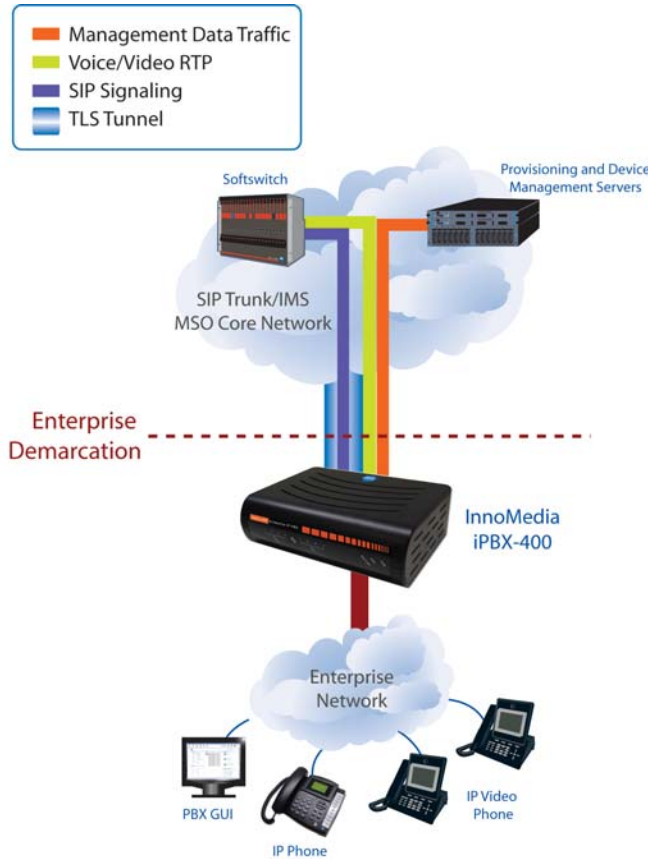 Management Data Traffic
Voice/Video RTP
SIP Signaling
TLS Tunnel
Softswitch
Provisioning and Device
Management Servers
SIP Trunk/IMS
MSO Core Network
Enterprise
Demarcation
InnoMedia
iPBX-400
Enterprise
Network
PBX GUI
IP Phone
IP Video
Phone